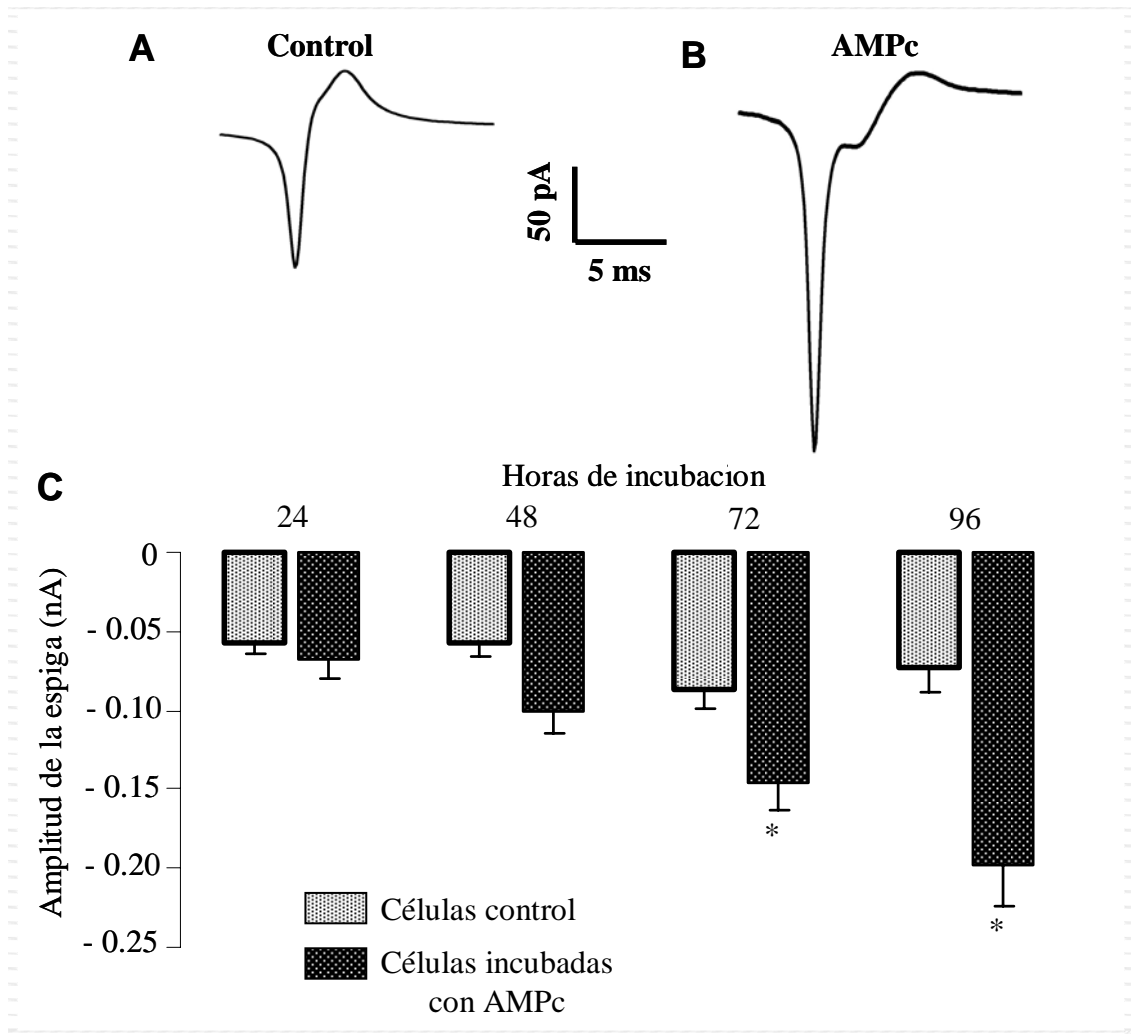 A
Control
B
AMPc
50 pA
5 ms
C
Horas de incubacion
24
48
72
96
Amplitud de la espiga (nA)
0
- 0.05
- 0.10
- 0.15
- 0.20
- 0.25
*
*
Células control
Células incubadas
con AMPc